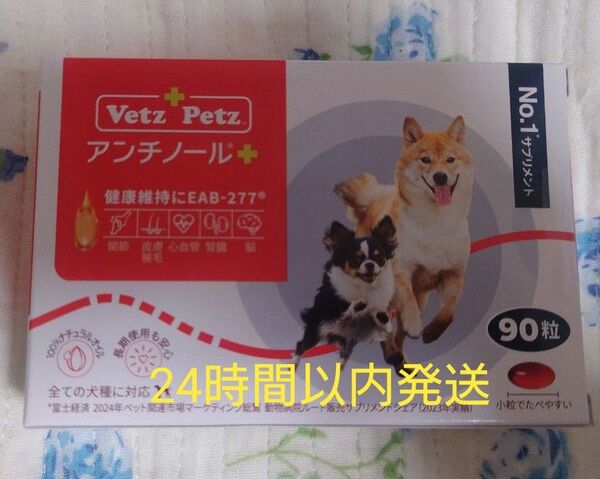 Vetz Petz
アンチノール®
健康維持にEAB-277®
関節 皮膚被毛 心血管 腎臓 脳
No.1*サプリメント
90粒
小粒でたべやすい
100%ナチュラルオイル
長期使用も安心
全ての犬種に対応
24時間以内発送
*富士経済 2024年ペット関連市場マーケティング総覧 動物病院ルート販売サプリメントシェア(2023年実績)